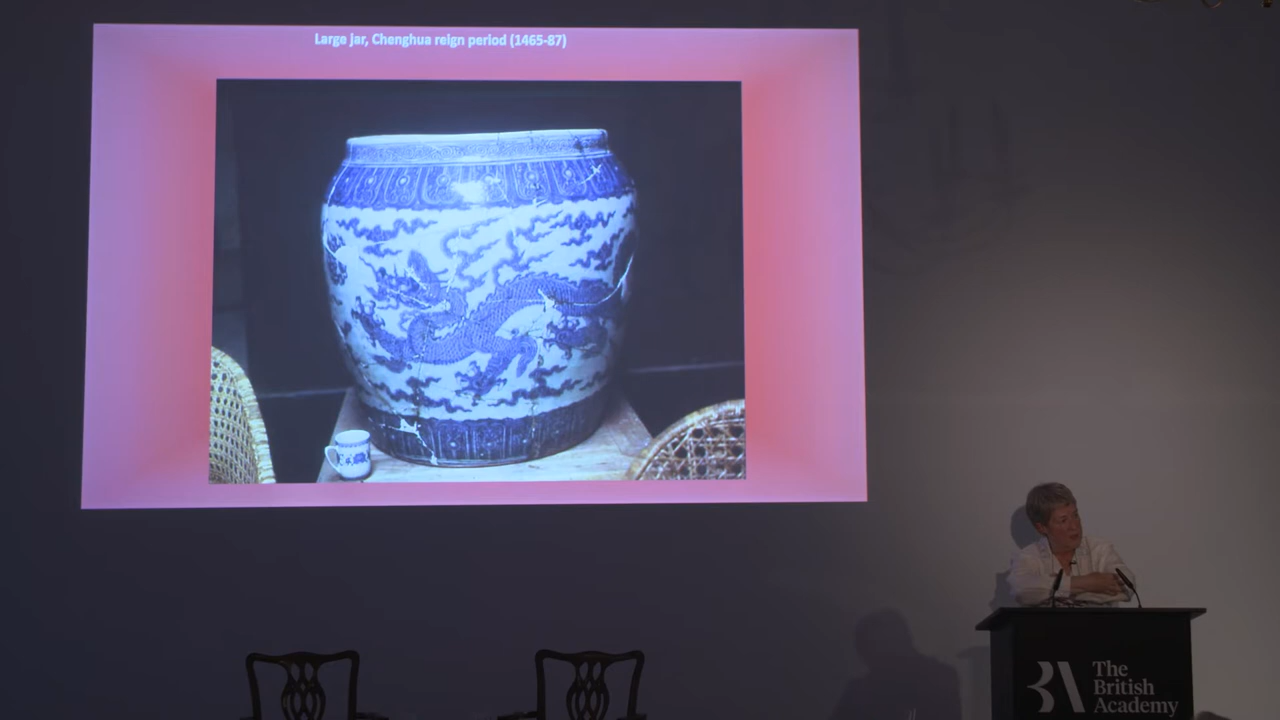 Large jar, Chenghua reign period (1465-87)
The
British
Academy